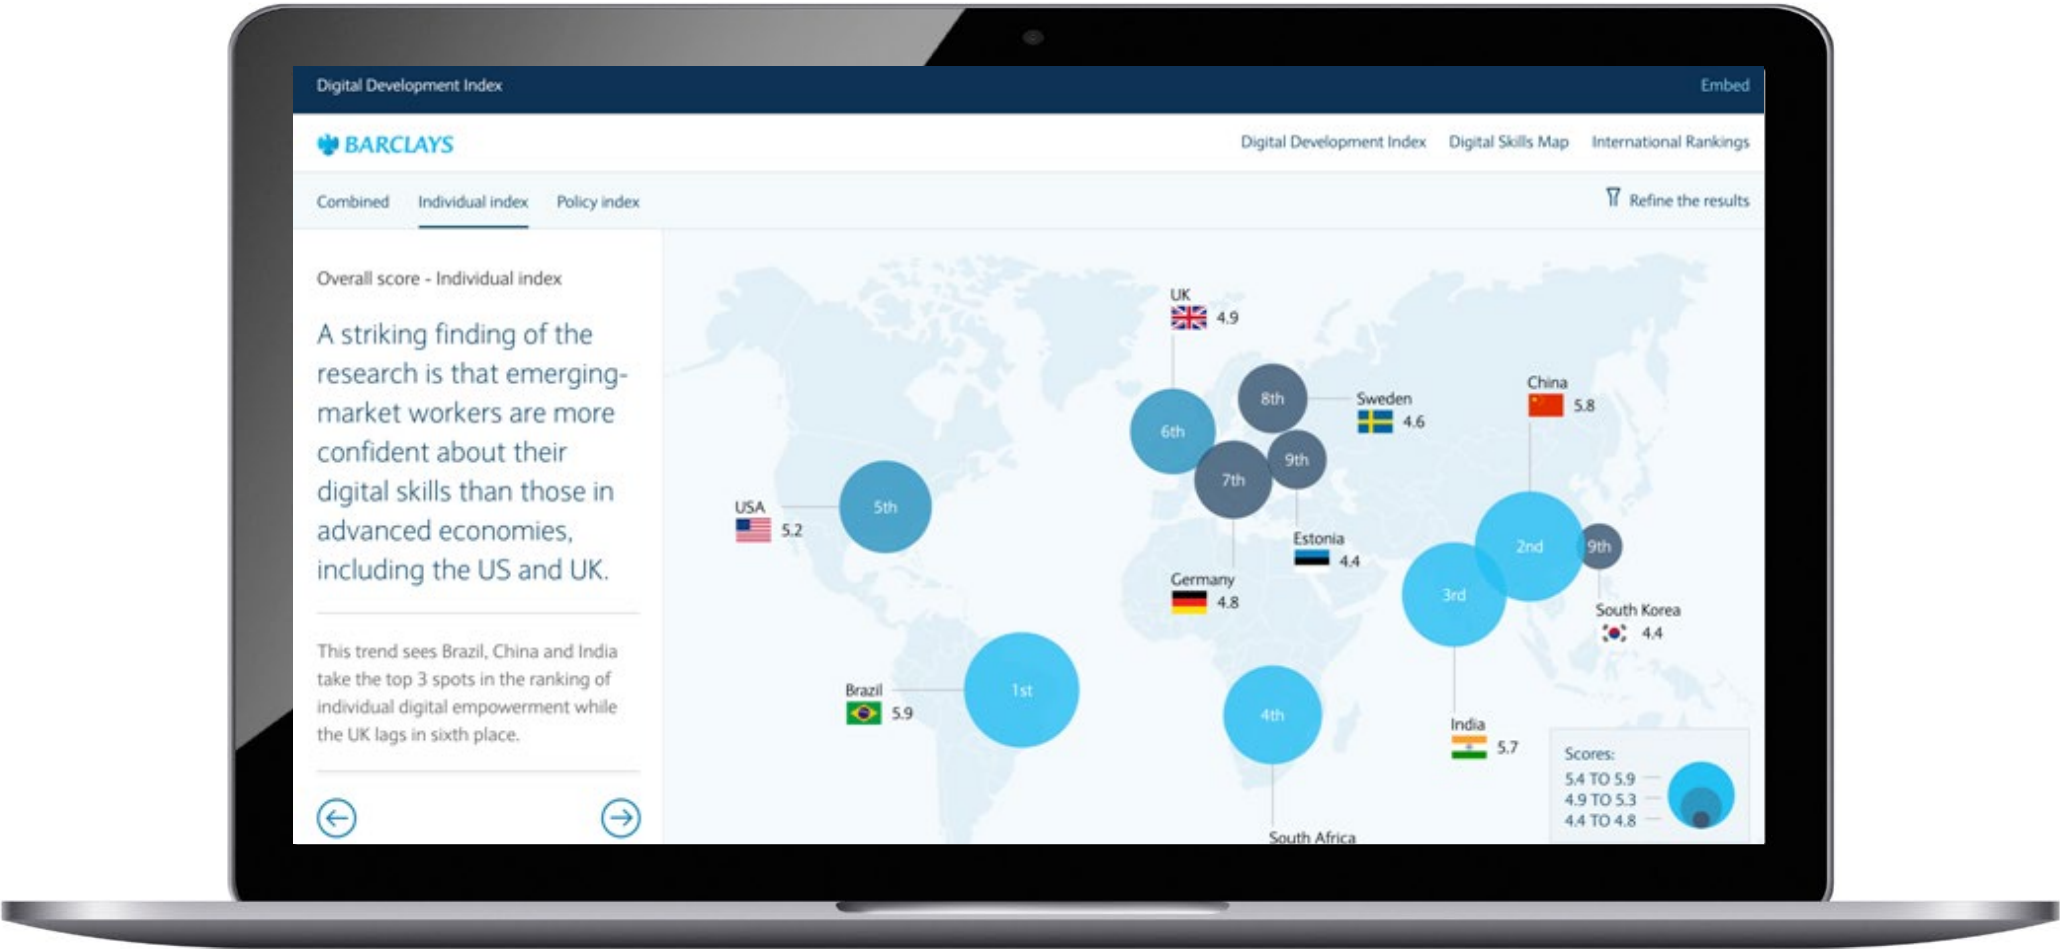 Digital Development Index
Embed
BARCLAYS
Digital Development Index
Digital Skills Map
International Rankings
Combined
Individual index
Policy index
Refine the results
Overall score - Individual index
A striking finding of the
research is that emerging-
market workers are more
confident about their
digital skills than those in
advanced economies,
including the US and UK.
This trend sees Brazil, China and India
take the top 3 spots in the ranking of
individual digital empowerment while
the UK lags in sixth place.
UK
4.9
6th
8th
Sweden
4.6
9th
7th
Estonia
4.4
Germany
4.8
China
5.8
2nd
9th
3rd
South Korea
4.4
India
5.7
USA
5.2
5th
Brazil
5.9
1st
4th
South Africa
Scores:
5.4 TO 5.9
4.9 TO 5.3
4.4 TO 4.8